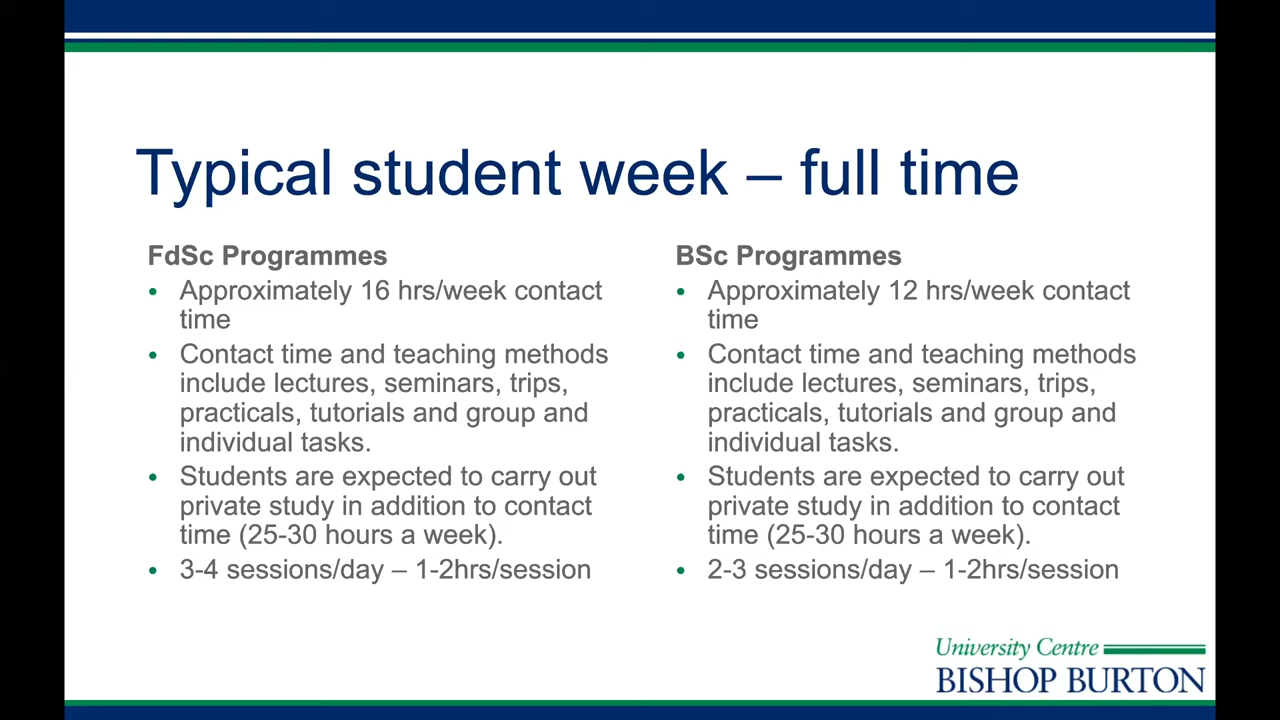 Typical student week – full time
FdSc Programmes
• Approximately 16 hrs/week contact
time
• Contact time and teaching methods
include lectures, seminars, trips,
practicals, tutorials and group and
individual tasks.
• Students are expected to carry out
private study in addition to contact
time (25-30 hours a week).
• 3-4 sessions/day – 1-2hrs/session
BSc Programmes
• Approximately 12 hrs/week contact
time
• Contact time and teaching methods
include lectures, seminars, trips,
practicals, tutorials and group and
individual tasks.
• Students are expected to carry out
private study in addition to contact
time (25-30 hours a week).
• 2-3 sessions/day – 1-2hrs/session
University Centre
BISHOP BURTON